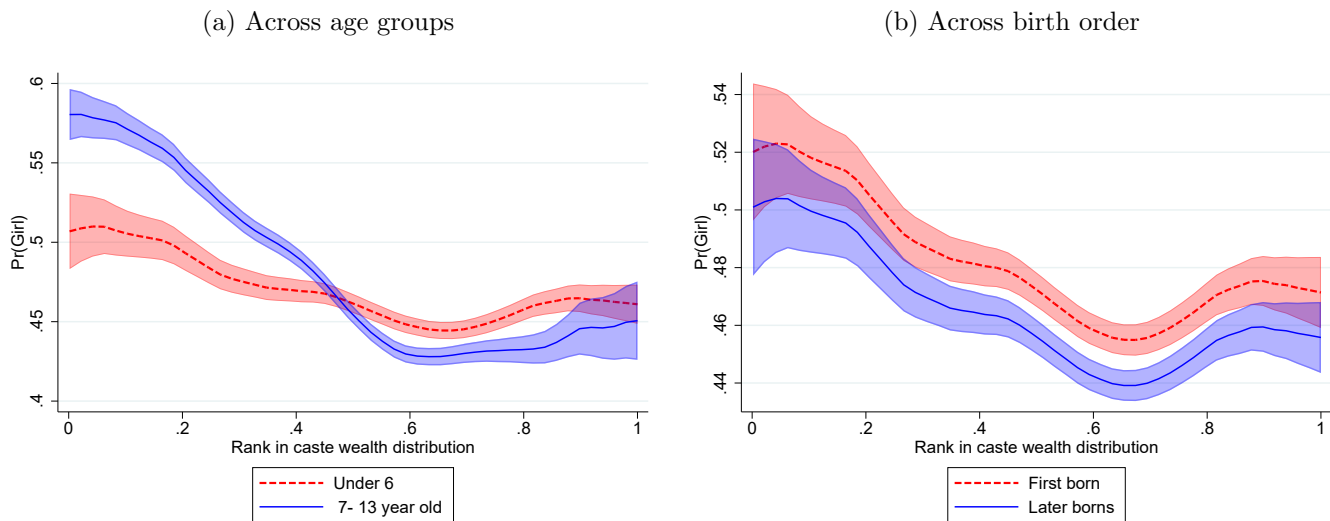 (a) Across age groups
Pr(Girl)
.6
.55
.5
.45
.4
0 .2 .4 .6 .8 1
Rank in caste wealth distribution
Under 6
7- 13 year old
(b) Across birth order
Pr(Girl)
.54
.52
.5
.48
.46
.44
0 .2 .4 .6 .8 1
Rank in caste wealth distribution
First born
Later borns